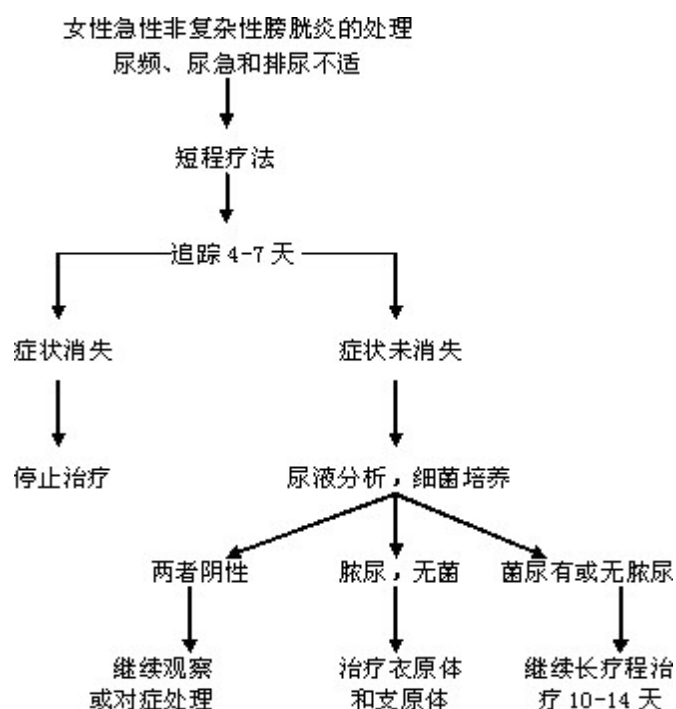 女性急性非复杂性膀胱炎的处理
尿频、尿急和排尿不适
短程疗法
追踪 4-7 天
症状消失
症状未消失
停止治疗
尿液分析，细菌培养
两者阴性
脓尿，无菌
菌尿有或无脓尿
继续观察
或对症处理
治疗衣原体
和支原体
继续长疗程治
疗 10-14 天